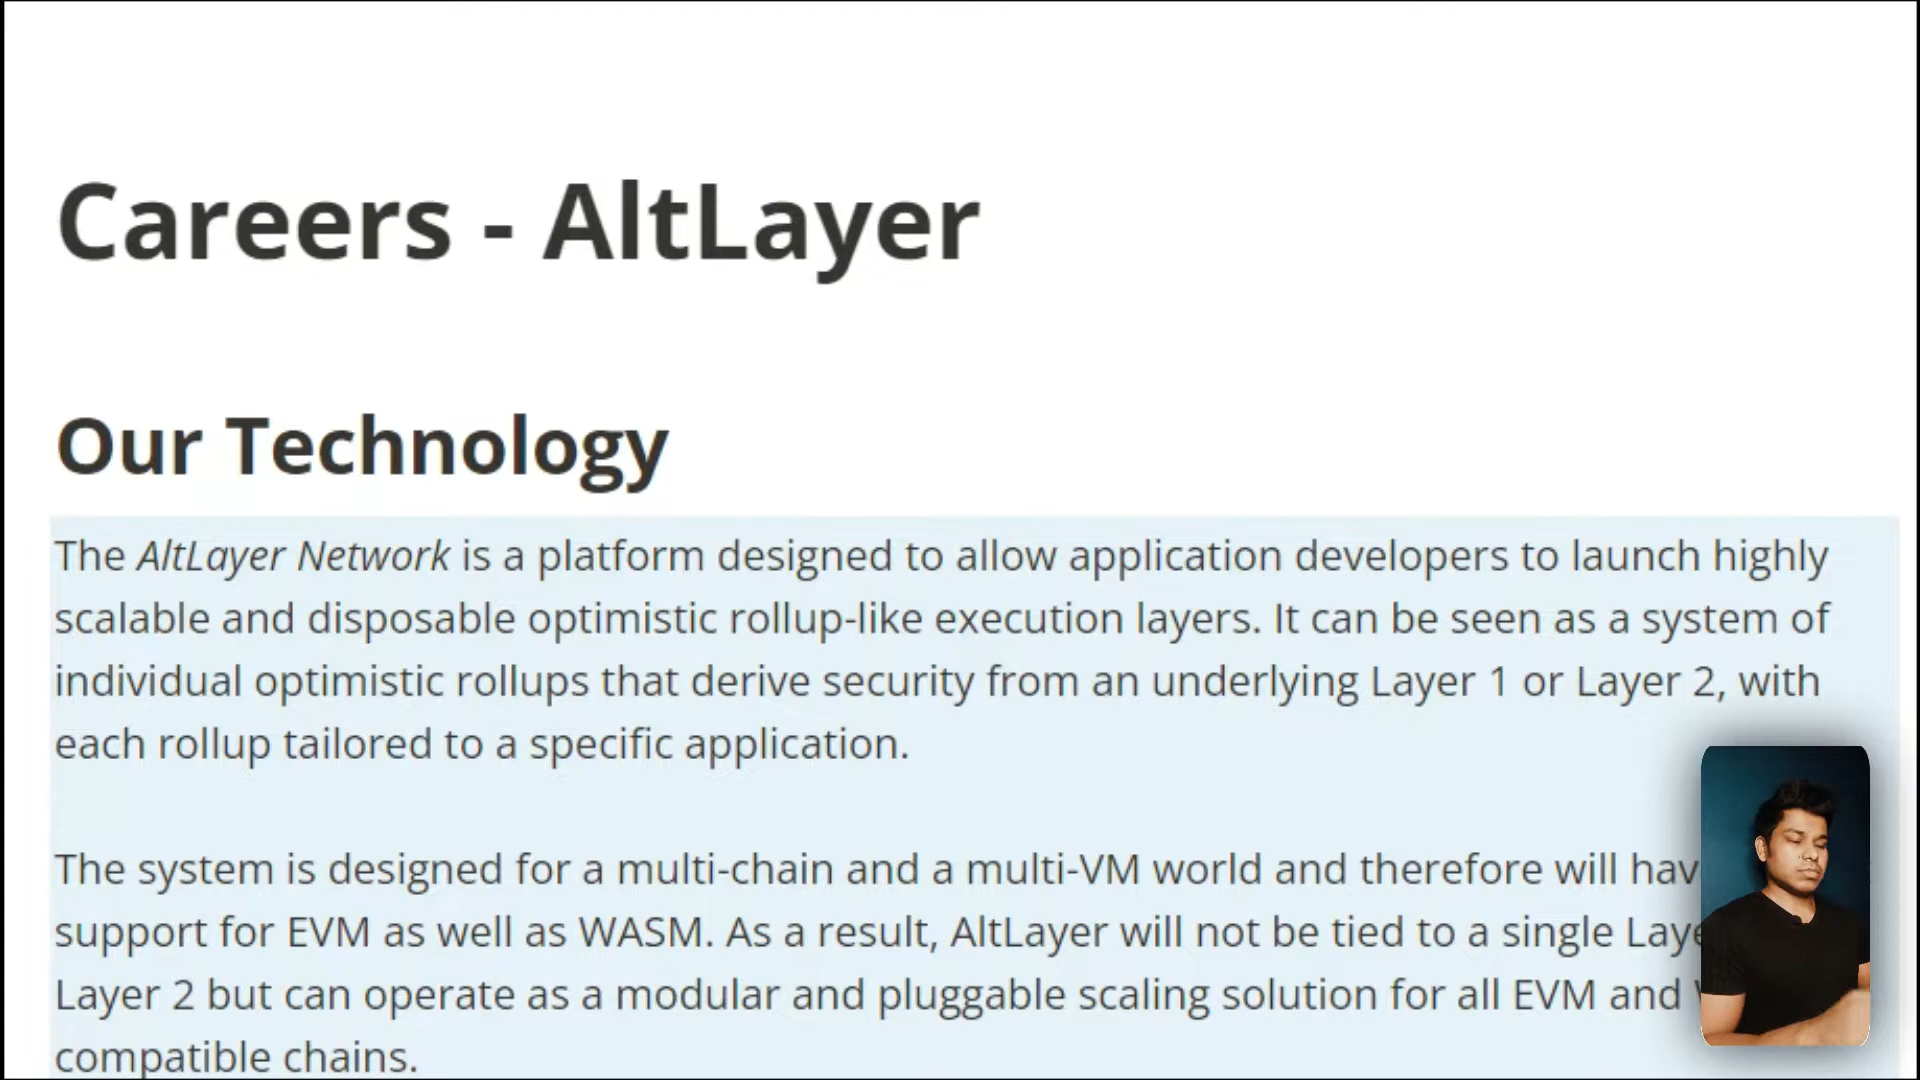 Careers - AltLayer
Our Technology
The AltLayer Network is a platform designed to allow application developers to launch highly
scalable and disposable optimistic rollup-like execution layers. It can be seen as a system of
individual optimistic rollups that derive security from an underlying Layer 1 or Layer 2, with
each rollup tailored to a specific application.
The system is designed for a multi-chain and a multi-VM world and therefore will
support for EVM as well as WASM. As a result, AltLayer will not be tied to a single
Layer 2 but can operate as a modular and pluggable scaling solution for all EVM and
compatible chains.